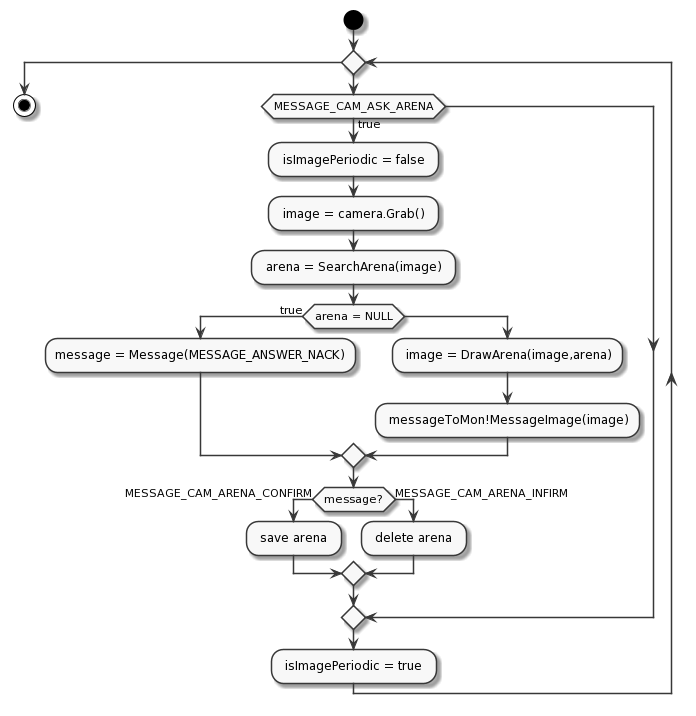 MESSAGE_CAM_ASK_ARENA
true
isImagePeriodic = false
image = camera.Grab()
arena = SearchArena(image)
true
arena = NULL
message = Message(MESSAGE_ANSWER_NACK)
image = DrawArena(image,arena)
messageToMon!MessageImage(image)
MESSAGE_CAM_ARENA_CONFIRM
message?
MESSAGE_CAM_ARENA_INFIRM
save arena
delete arena
isImagePeriodic = true